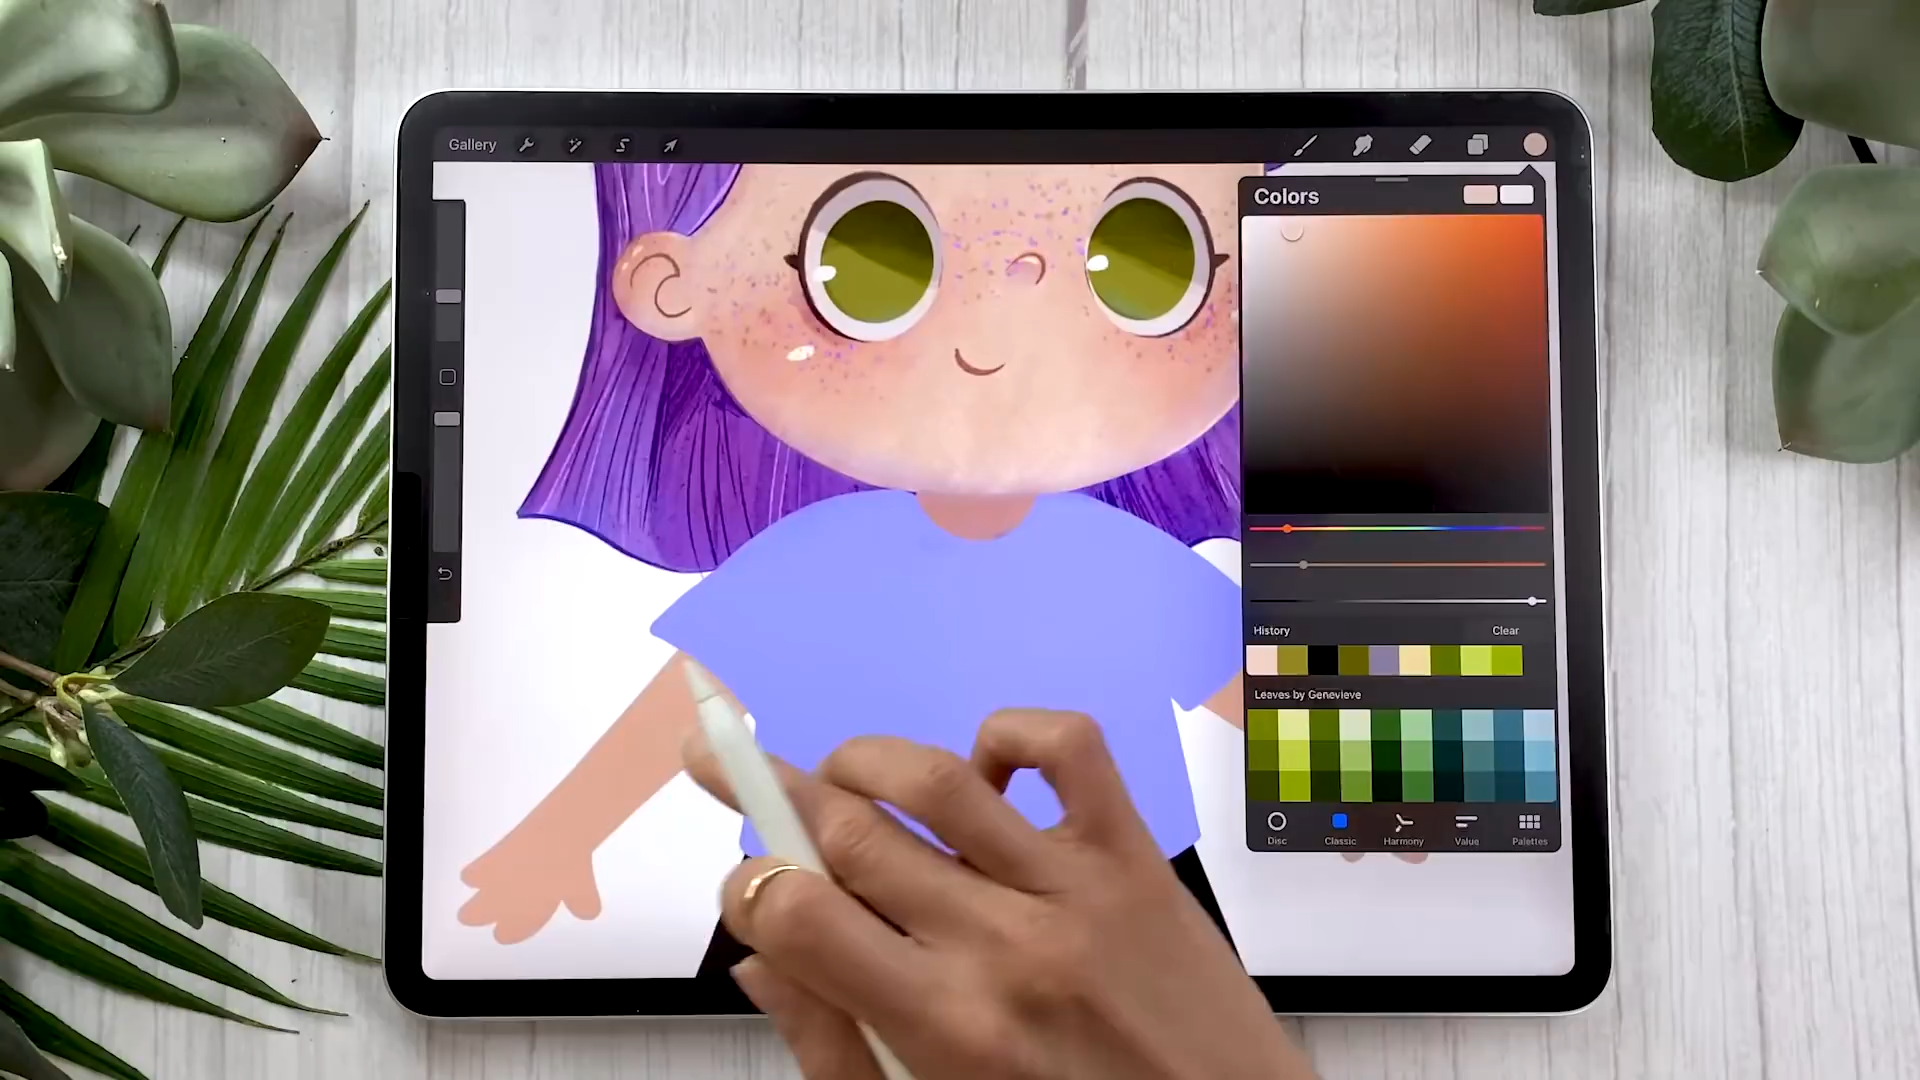 Gallery
Colors
History Clear
Leaves by Genevieve
Disc Classic Harmony Value Palettes